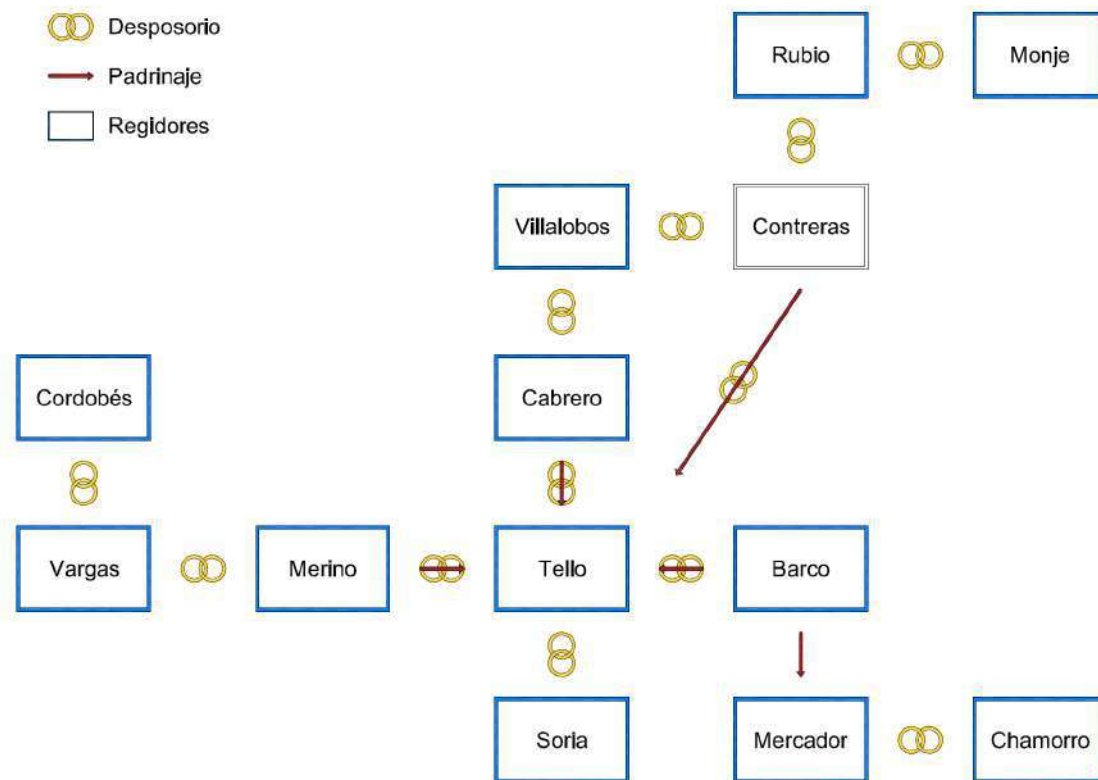 Desposorio
Padrinaje
Regidores
Rubio
Monje
Villalobos
Contreras
Cordobés
Cabrero
Vargas
Merino
Tello
Barco
Soria
Mercador
Chamorro